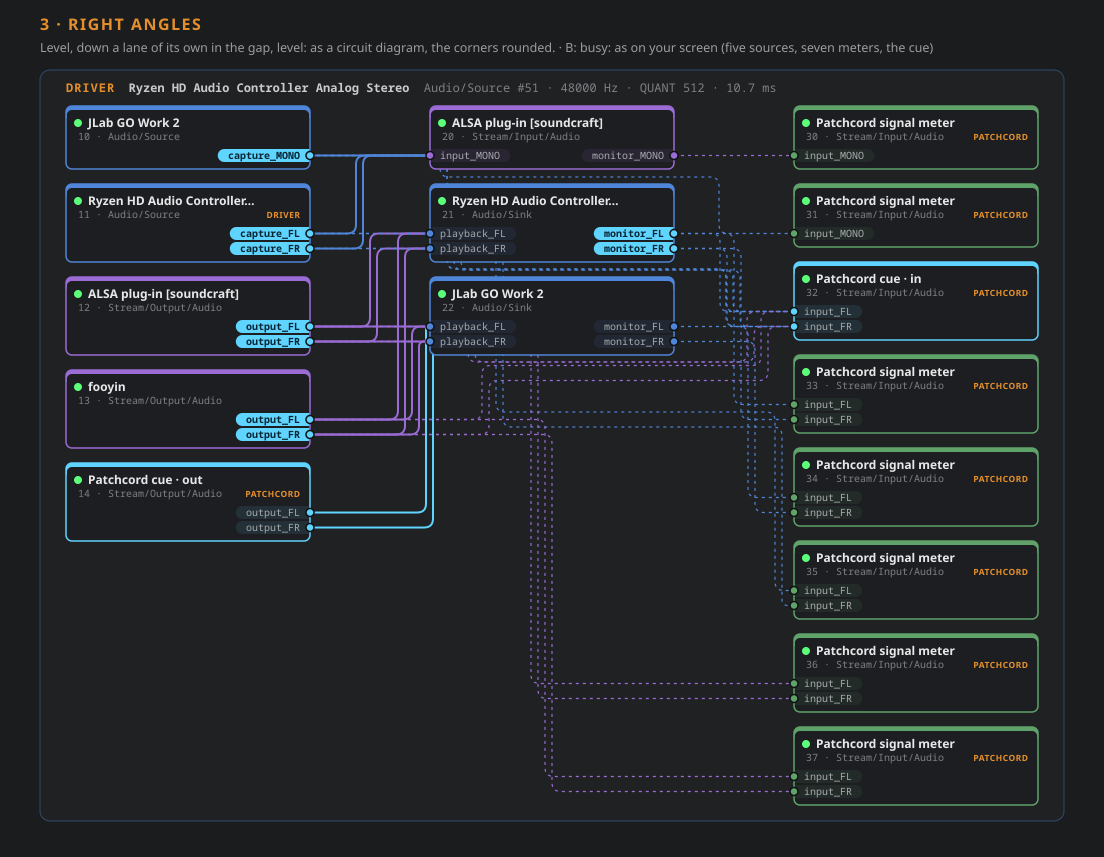 3 · RIGHT ANGLES
Level, down a lane of its own in the gap, level: as a circuit diagram, the corners rounded. · B: busy: as on your screen (five sources, seven meters, the cue)
DRIVER Ryzen HD Audio Controller Analog Stereo Audio/Source #51 · 48000 Hz · QUANT 512 · 10.7 ms
JLab GO Work 2
10 · Audio/Source
capture_MONO
Ryzen HD Audio Controller...
11 · Audio/Source DRIVER
capture_FL
capture_FR
ALSA plug-in [soundcraft]
12 · Stream/Output/Audio
output_FL
output_FR
fooyin
13 · Stream/Output/Audio
output_FL
output_FR
Patchcord cue · out
14 · Stream/Output/Audio PATCHCORD
output_FL
output_FR
ALSA plug-in [soundcraft]
20 · Stream/Input/Audio
input_MONO monitor_MONO
Ryzen HD Audio Controller...
21 · Audio/Sink
playback_FL monitor_FL
playback_FR monitor_FR
JLab GO Work 2
22 · Audio/Sink
playback_FL monitor_FL
playback_FR monitor_FR
Patchcord signal meter
30 · Stream/Input/Audio PATCHCORD
input_MONO
Patchcord signal meter
31 · Stream/Input/Audio PATCHCORD
input_MONO
Patchcord cue · in
32 · Stream/Input/Audio PATCHCORD
input_FL
input_FR
Patchcord signal meter
33 · Stream/Input/Audio PATCHCORD
input_FL
input_FR
Patchcord signal meter
34 · Stream/Input/Audio PATCHCORD
input_FL
input_FR
Patchcord signal meter
35 · Stream/Input/Audio PATCHCORD
input_FL
input_FR
Patchcord signal meter
36 · Stream/Input/Audio PATCHCORD
input_FL
input_FR
Patchcord signal meter
37 · Stream/Input/Audio PATCHCORD
input_FL
input_FR